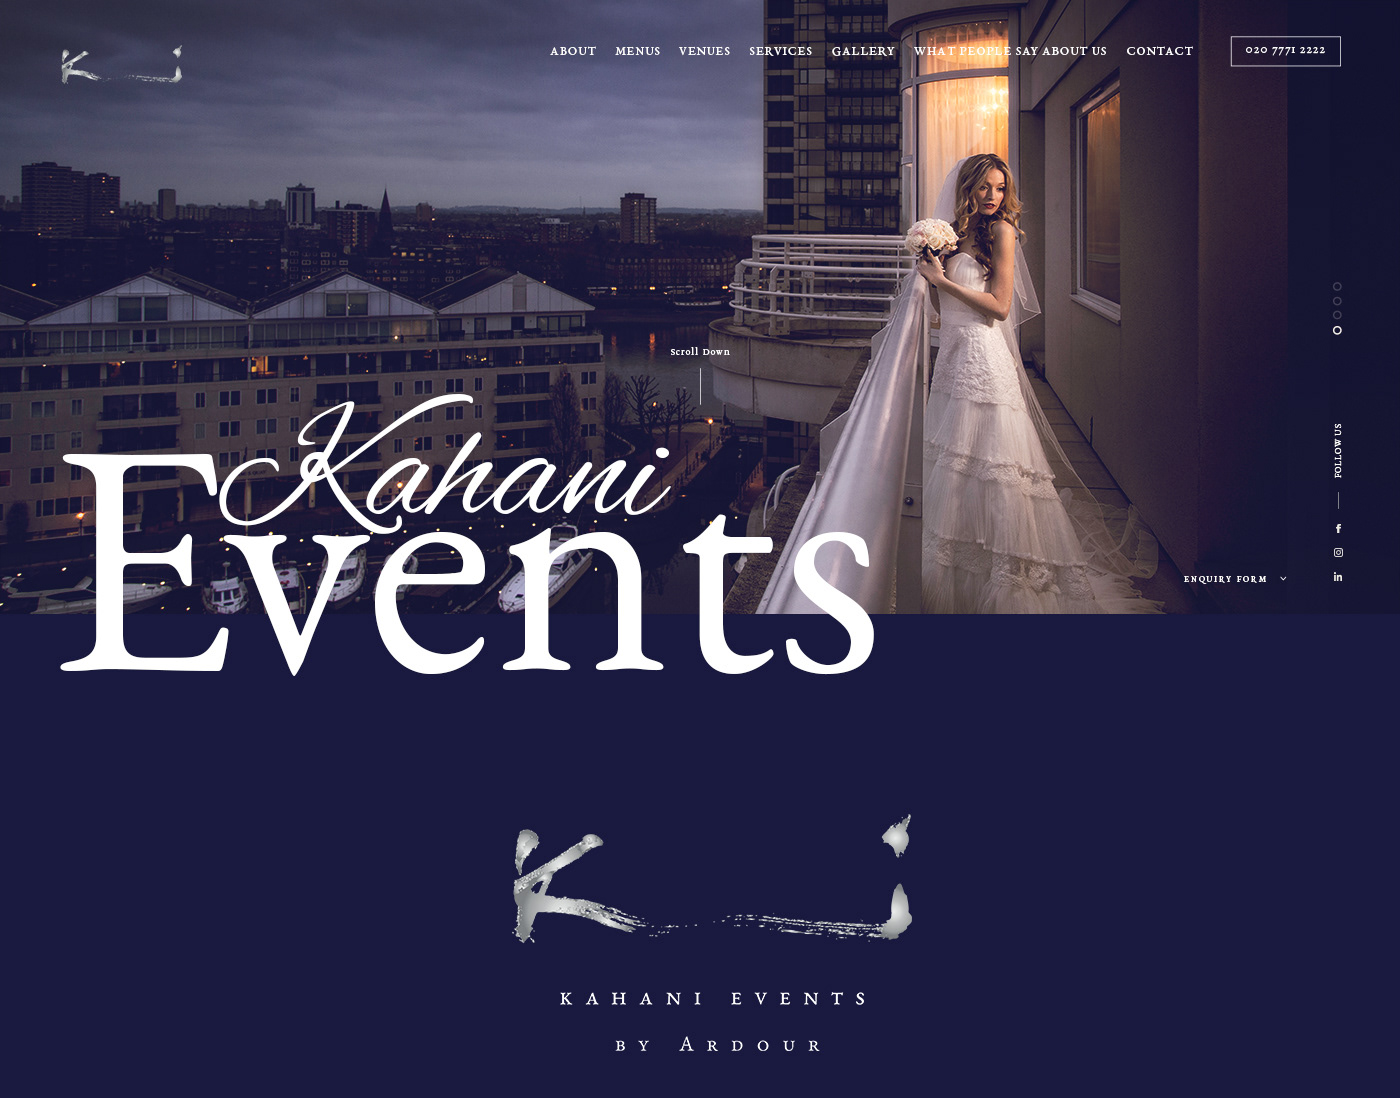 ABOUT MENUS VENUES SERVICES GALLERY WHAT PEOPLE SAY ABOUT US CONTACT 020 7771 2222
Scroll Down
Kahani
Events
FOLLOW US
ENQUIRY FORM
KAHANI EVENTS
BY ARDOUR